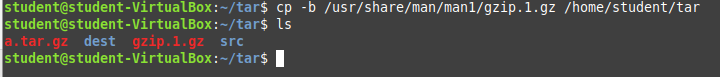 student@student-VirtualBox:~/tar$ cp -b /usr/share/man/man1/gzip.1.gz /home/student/tar
student@student-VirtualBox:~/tar$ ls
a.tar.gz  dest  gzip.1.gz  src
student@student-VirtualBox:~/tar$